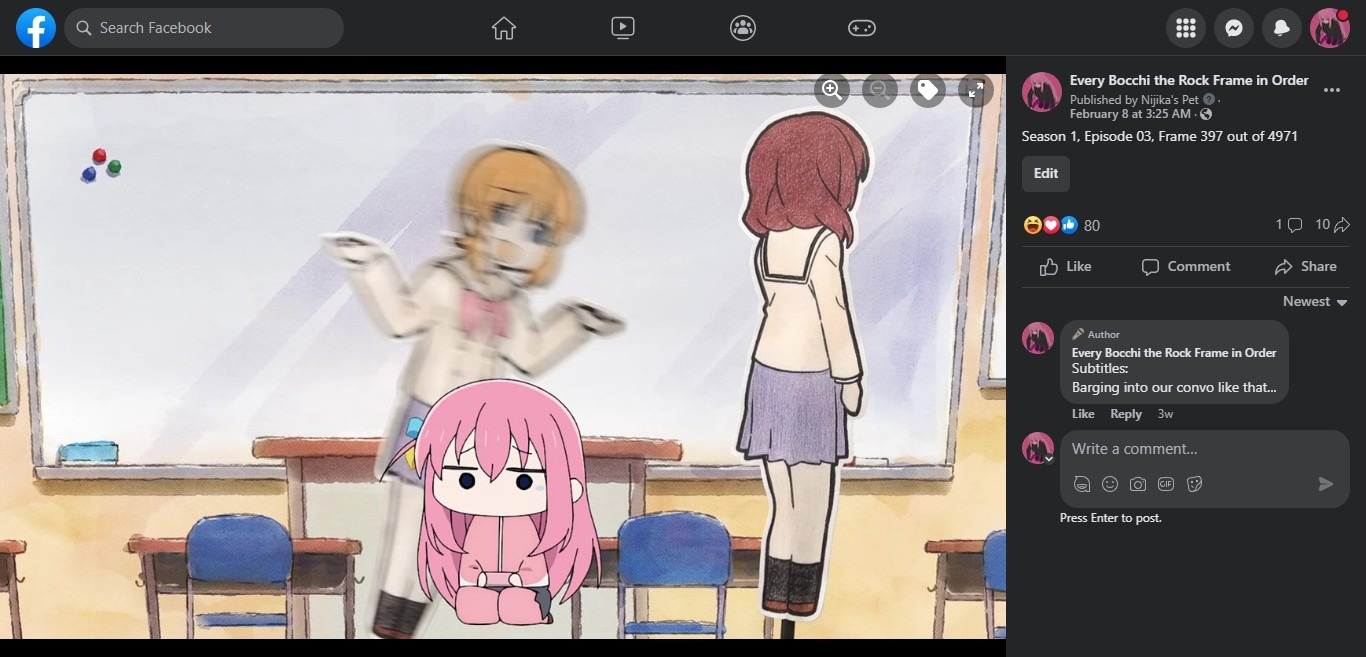 Search Facebook
Every Bocchi the Rock Frame in Order
Published by Nijika's Pet ·
February 8 at 3:25 AM ·
Season 1, Episode 03, Frame 397 out of 4971
Edit
80
1
10
Like
Comment
Share
Newest
Author
Every Bocchi the Rock Frame in Order
Subtitles:
Barging into our convo like that...
Like Reply 3w
Write a comment...
GIF
Press Enter to post.